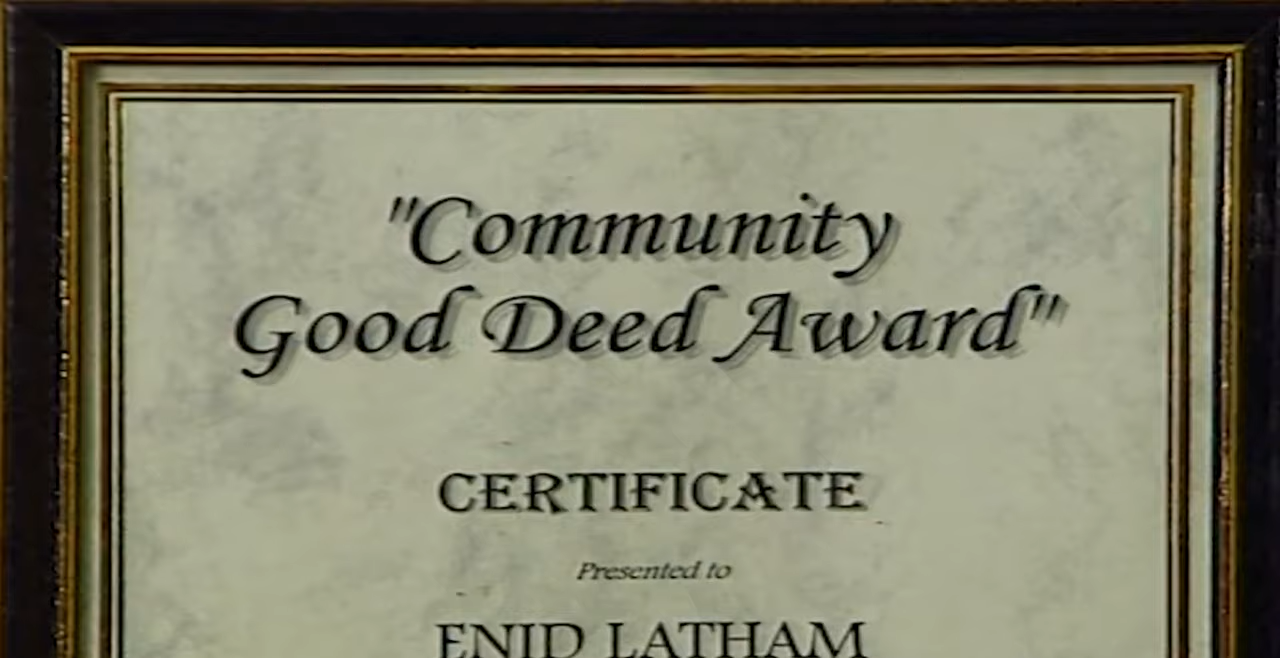 "Community
Good Deed Award"
CERTIFICATE
Presented to
ENID LATHAM